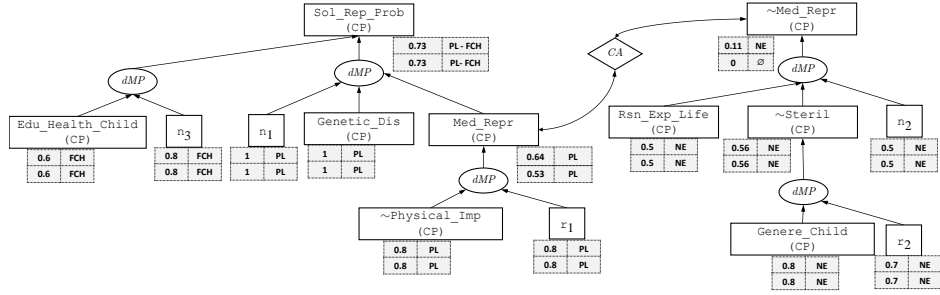 Sol_Rep_Prob
(CP)
0.73 PL - FCH
0.73 PL- FCH
~Med_Repr
(CP)
0.11 NE
0 ∅
CA
dMP
dMP
dMP
Edu_Health_Child
(CP)
0.6 FCH
0.6 FCH
n3
0.8 FCH
0.8 FCH
n1
1 PL
1 PL
Genetic_Dis
(CP)
1 PL
1 PL
Med_Repr
(CP)
0.64 PL
0.53 PL
Rsn_Exp_Life
(CP)
0.5 NE
0.5 NE
~Steril
(CP)
0.56 NE
0.56 NE
n2
0.5 NE
0.5 NE
dMP
dMP
~Physical_Imp
(CP)
0.8 PL
0.8 PL
r1
0.8 PL
0.8 PL
Genere_Child
(CP)
0.8 NE
0.8 NE
r2
0.7 NE
0.7 NE